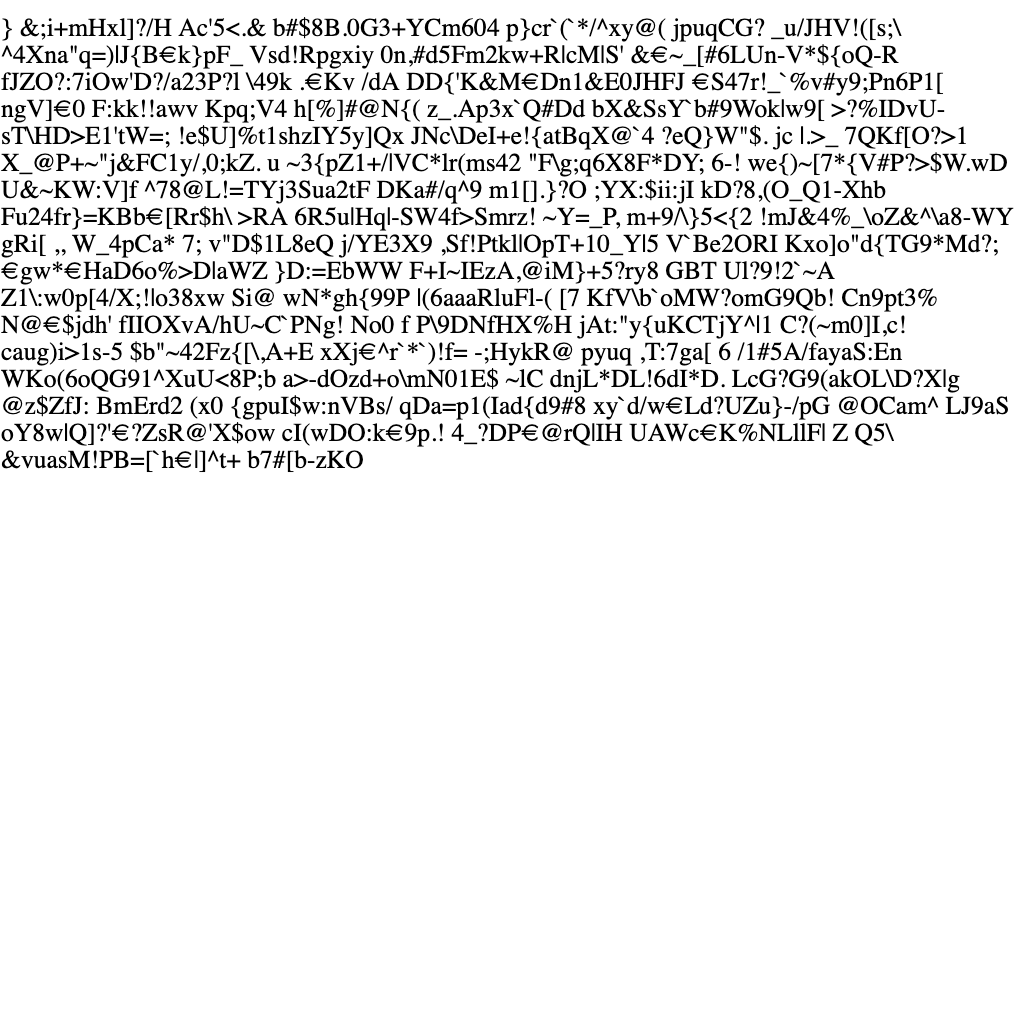 } &;i+mHxl]?/H Ac'5<.& b#$8B.0G3+YCm604 p}cr`(`*/^xy@( jpuqCG? _u/JHV!([s;\
^4Xna"q=)lJ{B€k}pF_ Vsd!Rpgxiy 0n,#d5Fm2kw+R|cM|S' &€~_[#6LUn-V*${oQ-R
fJZO?:7iOw'D?/a23P?l \49k .€Kv /dA DD{'K&M€Dn1&E0JHFJ €S47r!_`%v#y9;Pn6P1[
ngV]€0 F:kk!!awv Kpq;V4 h[%]#@N{( z_.Ap3x`Q#Dd bX&SsY`b#9Wok|w9[ >?%IDvU-
sT\HD>E1'tW=; !e$U]%t1shzIY5y]Qx JNc\DeI+e!{atBqX@`4 ?eQ}W"$. jc |.>_ 7QKf[O?>1
X_@P+~"j&FC1y/,0;kZ. u ~3{pZ1+/|VC*lr(ms42 "F\g;q6X8F*DY; 6-! we{)~[7*{V#P?>$W.wD
U&~KW:V]f ^78@L!=TYj3Sua2tF DKa#/q^9 m1[].}?O ;YX:$ii:jI kD?8,(O_Q1-Xhb
Fu24fr}=KBb€[Rr$h\ >RA 6R5u|Hq|-SW4f>Smrz! ~Y=_P, m+9/\}5<{2 !mJ&4%_\oZ&^\a8-WY
gRi[ ,, W_4pCa* 7; v"D$1L8eQ j/YE3X9 ,Sf!Ptkl|OpT+10_Y|5 V`Be2ORI Kxo]o"d{TG9*Md?;
€gw*€HaD6o%>D|aWZ }D:=EbWW F+I~IEzA,@iM}+5?ry8 GBT Ul?9!2`~A
Z1\:w0p[4/X;!|o38xw Si@ wN*gh{99P |(6aaaRluFl-( [7 KfV\b`oMW?omG9Qb! Cn9pt3%
N@€$jdh' fIIOXvA/hU~C`PNg! No0 f P\9DNfHX%H jAt:"y{uKCTjY^|1 C?(~m0]I,c!
caug)i>1s-5 $b"~42Fz{[\,A+E xXj€^r`*`)!f= -;HykR@ pyuq ,T:7ga[ 6 /1#5A/fayaS:En
WKo(6oQG91^XuU<8P;b a>-dOzd+o\mN01E$ ~lC dnjL*DL!6dI*D. LcG?G9(akOL\D?X|g
@z$ZfJ: BmErd2 (x0 {gpuI$w:nVBs/ qDa=p1(Iad{d9#8 xy`d/w€Ld?UZu}-/pG @OCam^ LJ9aS
oY8w|Q]?'€?ZsR@'X$ow cI(wDO:k€9p.! 4_?DP€@rQ|IH UAWc€K%NLllF| Z Q5\
&vuasM!PB=[`h€|]^t+ b7#[b-zKO